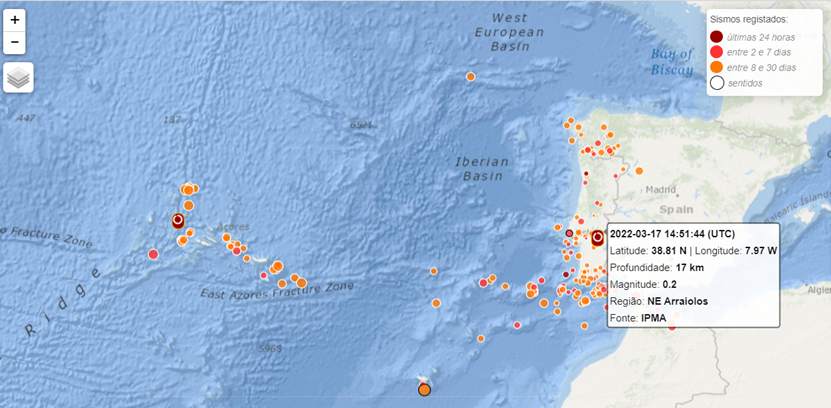 +
−
Sismos registados:
últimas 24 horas
entre 2 e 7 dias
entre 8 e 30 dias
sentidos
West
European
Basin
Bay of
Biscay
447
187
6521
Iberian
Basin
Madrid
Spain
Balearic Islands
Açores
o Fracture Zone
East Azores Fracture Zone
Ridge
5968
Algier
2022-03-17 14:51:44 (UTC)
Latitude: 38.81 N | Longitude: 7.97 W
Profundidade: 17 km
Magnitude: 0.2
Região: NE Arraiolos
Fonte: IPMA